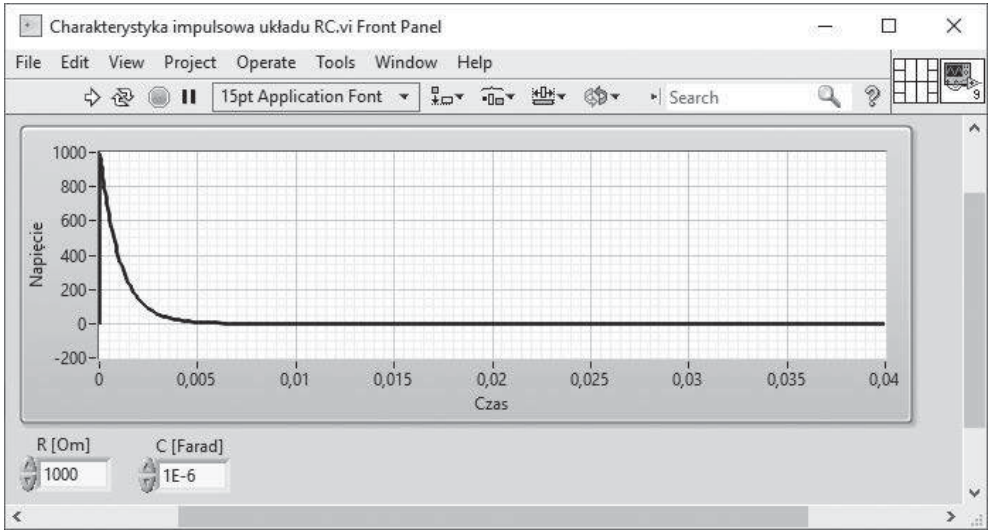 Charakterystyka impulsowa układu RC.vi Front Panel
File Edit View Project Operate Tools Window Help
15pt Application Font
Search
9
1000
800
600
400
200
0
-200
Napięcie
0 0,005 0,01 0,015 0,02 0,025 0,03 0,035 0,04
Czas
R [Om] C [Farad]
1000 1E-6